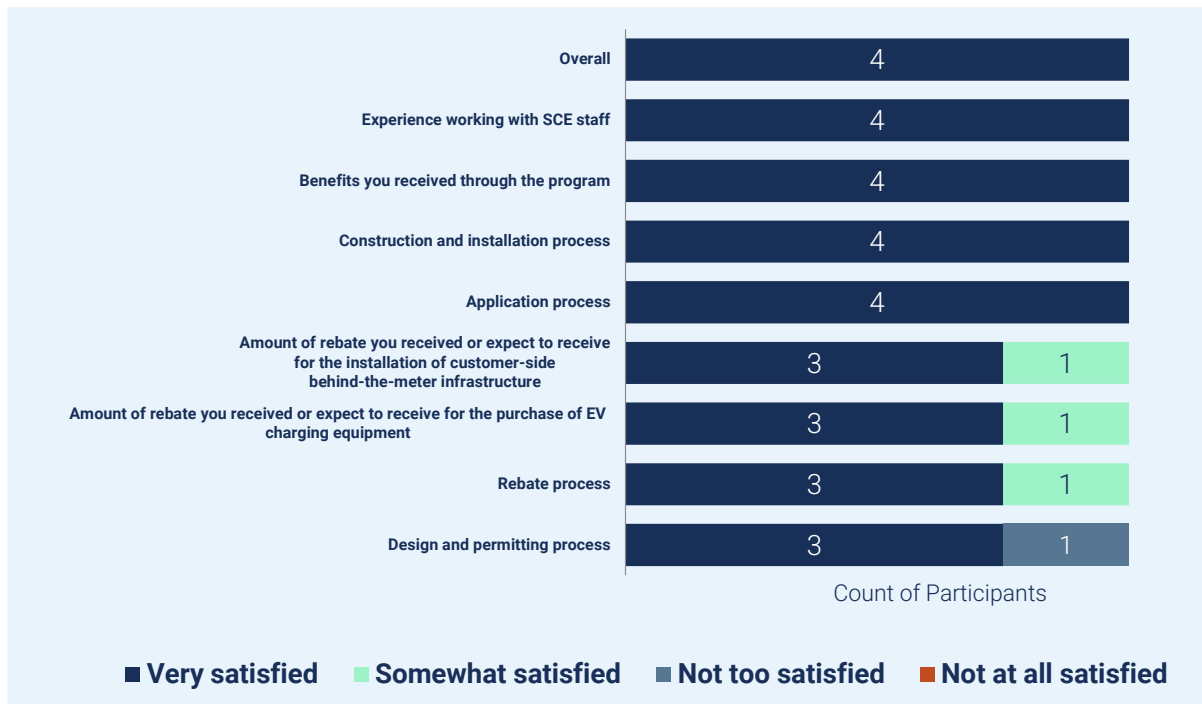 Overall
4
Experience working with SCE staff
4
Benefits you received through the program
4
Construction and installation process
4
Application process
4
Amount of rebate you received or expect to receive
for the installation of customer-side
behind-the-meter infrastructure
3 1
Amount of rebate you received or expect to receive for the purchase of EV
charging equipment
3 1
Rebate process
3 1
Design and permitting process
3 1
Count of Participants
Very satisfied Somewhat satisfied Not too satisfied Not at all satisfied